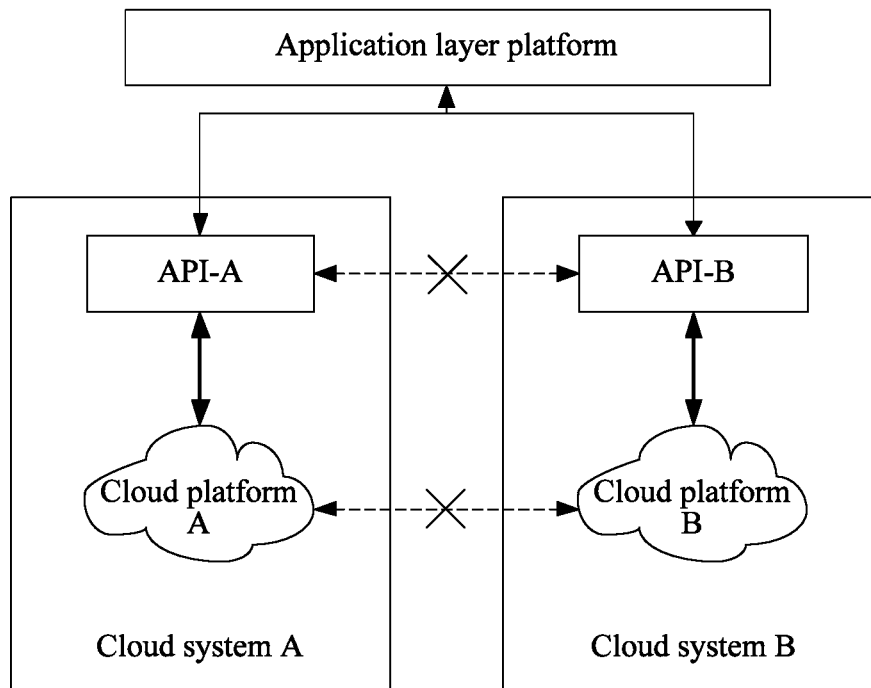 Application layer platform
API-A
API-B
Cloud platform
A
Cloud platform
B
Cloud system A
Cloud system B